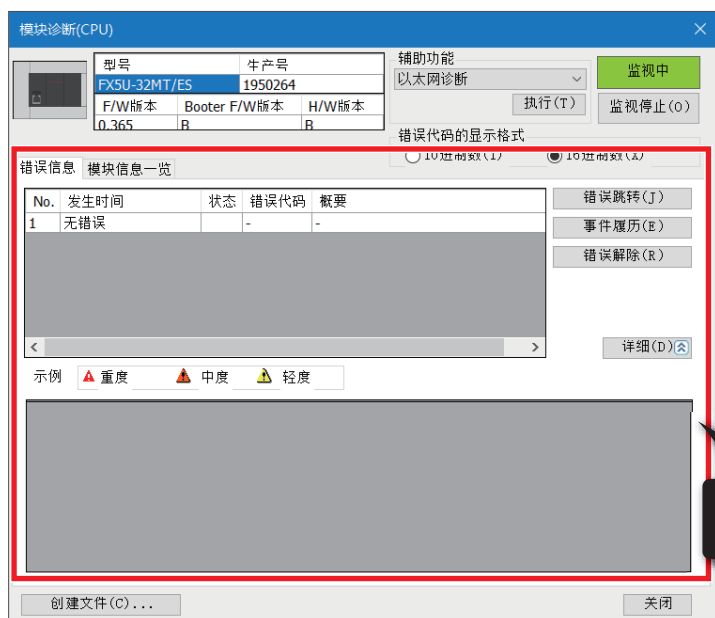 模块诊断(CPU)
型号 生产号
FX5U-32MT/ES 1950264
F/W版本 Booter F/W版本 H/W版本
0.365 B B
辅助功能
以太网诊断
执行(T)
监视中
监视停止(O)
错误代码的显示格式
10进制数(I) 16进制数(X)
错误信息 模块信息一览
No. 发生时间 状态 错误代码 概要
1 无错误 - -
错误跳转(J)
事件履历(E)
错误解除(R)
详细(D)
示例 重度 中度 轻度
创建文件(C)...
关闭